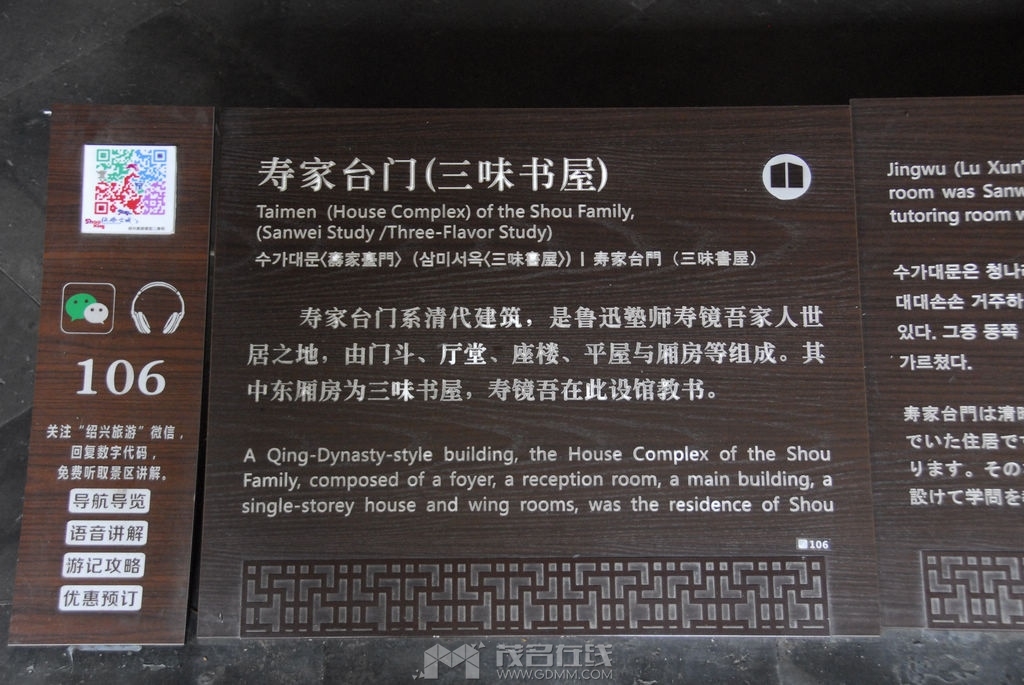 寿家台门(三味书屋)
Taimen (House Complex) of the Shou Family,
(Sanwei Study /Three-Flavor Study)
수가대문〈壽家臺門〉(삼미서옥〈三味書屋〉) | 寿家台門（三味書屋）
寿家台门系清代建筑，是鲁迅塾师寿镜吾家人世
居之地，由门斗、厅堂、座楼、平屋与厢房等组成。其
中东厢房为三味书屋，寿镜吾在此设馆教书。
A Qing-Dynasty-style building, the House Complex of the Shou
Family, composed of a foyer, a reception room, a main building, a
single-storey house and wing rooms, was the residence of Shou
106
106
关注“绍兴旅游”微信，
回复数字代码，
免费听取景区讲解。
导航导览
语音讲解
游记攻略
优惠预订
Jingwu (Lu Xun'
room was Sanw
tutoring room w
수가대문은 청나라
대대손손 거주하
있다. 그중 동쪽
가르쳤다.
寿家台門は清時
でいた住居で
ります。その
設けて学問を
茂名在线
WWW.GDMM.COM